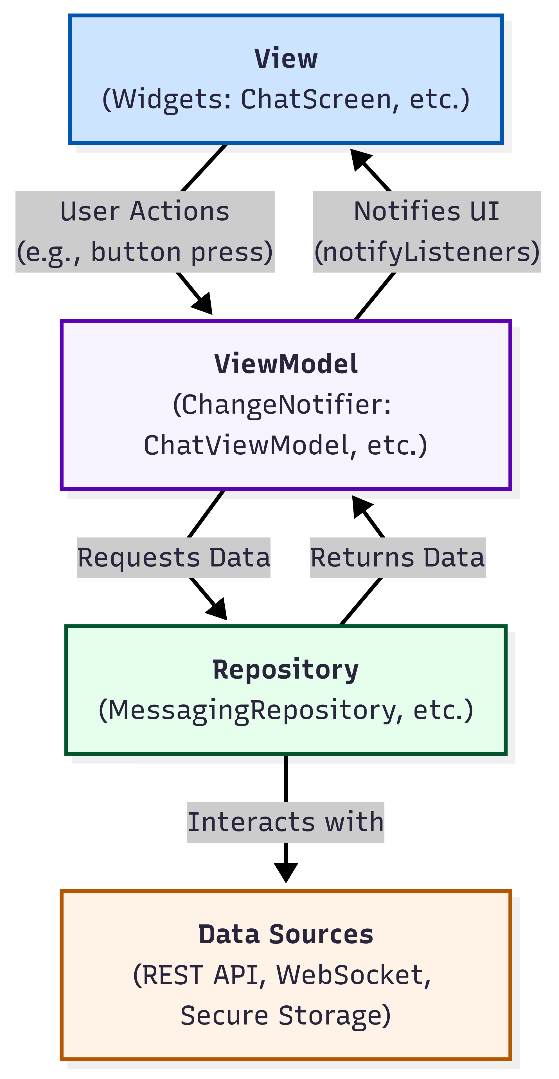 View
(Widgets: ChatScreen, etc.)
User Actions
(e.g., button press)
Notifies UI
(notifyListeners)
ViewModel
(ChangeNotifier:
ChatViewModel, etc.)
Requests Data
Returns Data
Repository
(MessagingRepository, etc.)
Interacts with
Data Sources
(REST API, WebSocket,
Secure Storage)